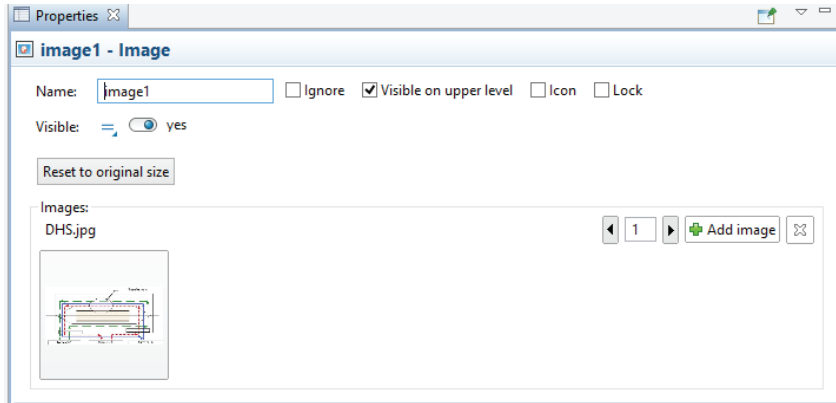 Properties
image1 - Image
Name: image1 Ignore Visible on upper level Icon Lock
Visible: = yes
Reset to original size
Images:
DHS.jpg 1 Add image